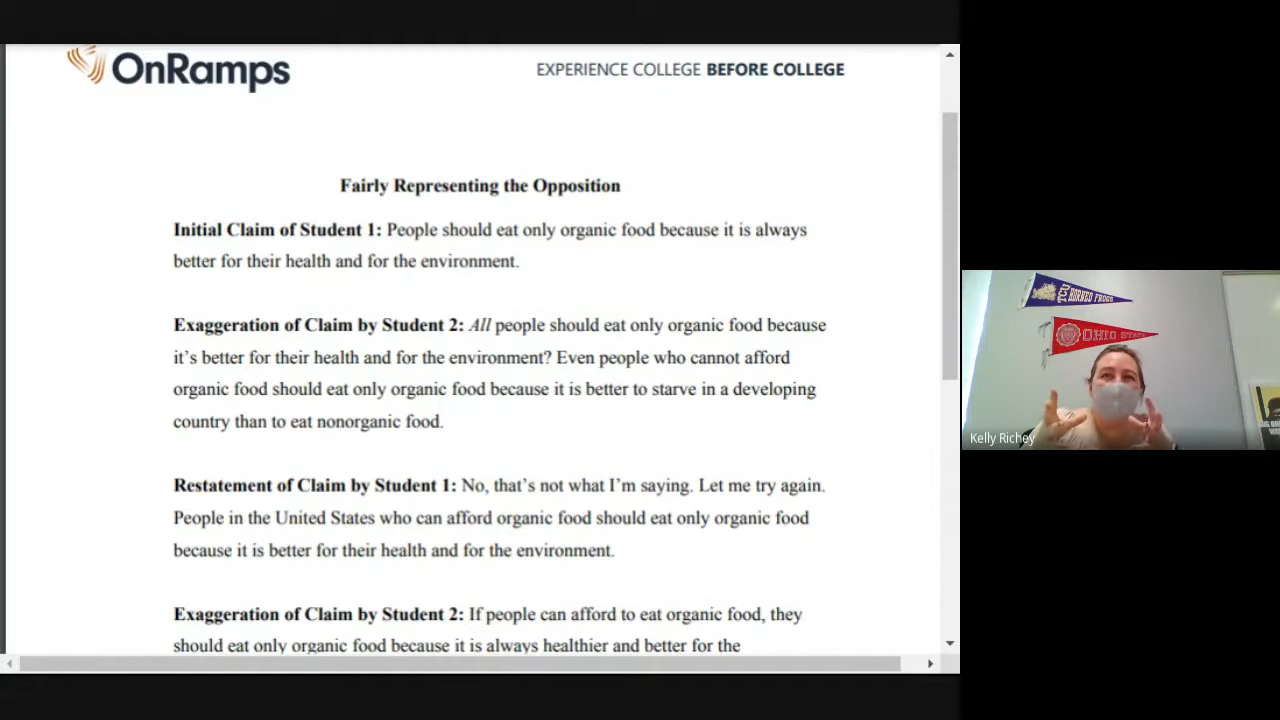 OnRamps
EXPERIENCE COLLEGE BEFORE COLLEGE
Fairly Representing the Opposition
Initial Claim of Student 1: People should eat only organic food because it is always
better for their health and for the environment.
Exaggeration of Claim by Student 2: All people should eat only organic food because
it's better for their health and for the environment? Even people who cannot afford
organic food should eat only organic food because it is better to starve in a developing
country than to eat nonorganic food.
Restatement of Claim by Student 1: No, that's not what I'm saying. Let me try again.
People in the United States who can afford organic food should eat only organic food
because it is better for their health and for the environment.
Exaggeration of Claim by Student 2: If people can afford to eat organic food, they
should eat only organic food because it is always healthier and better for the
TCU HORNED FROGS
OHIO STATE
Kelly Richey